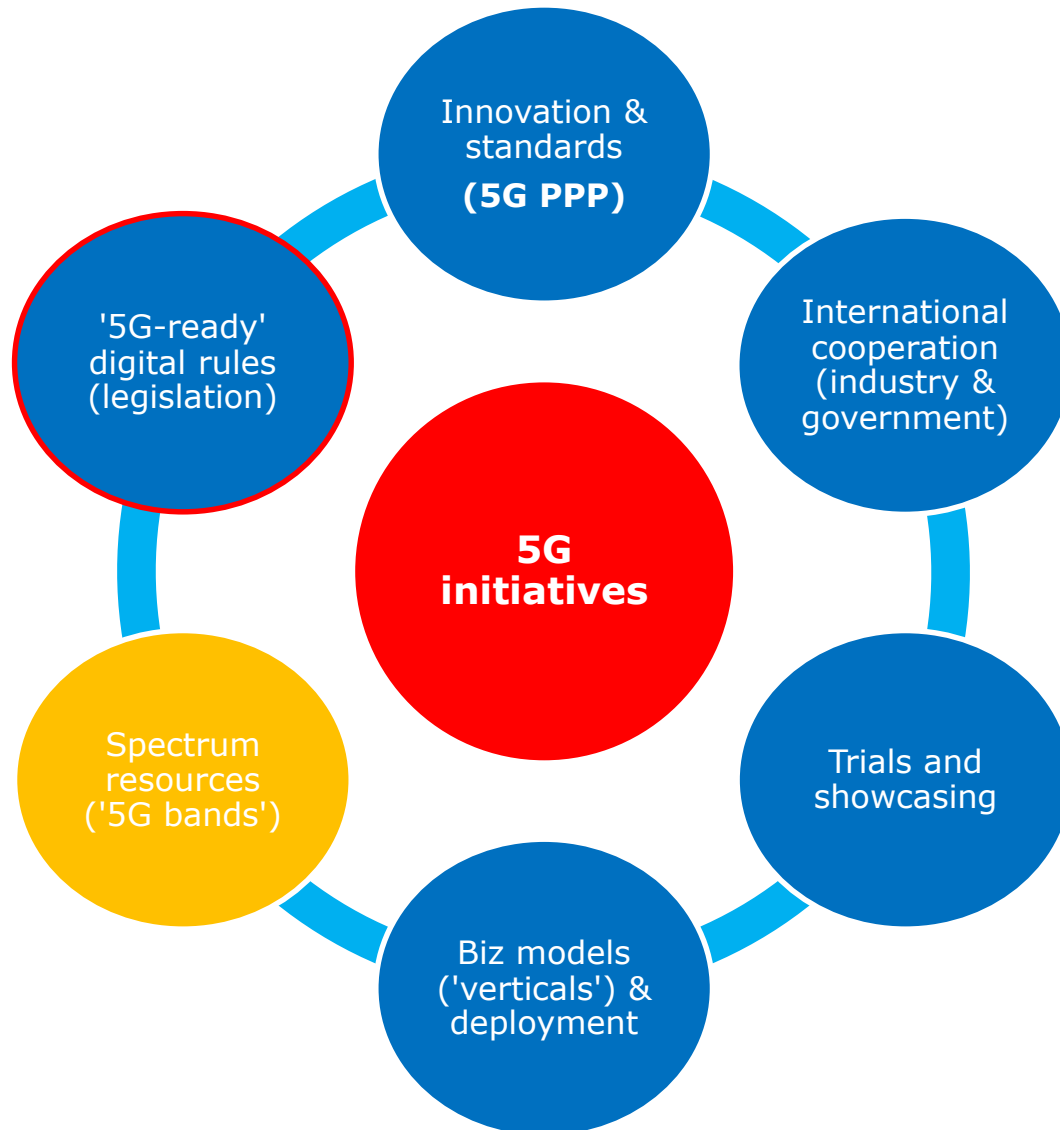 Innovation &
standards
(5G PPP)
International
cooperation
(industry &
government)
Trials and
showcasing
Biz models
('verticals') &
deployment
Spectrum
resources
('5G bands')
'5G-ready'
digital rules
(legislation)
5G
initiatives